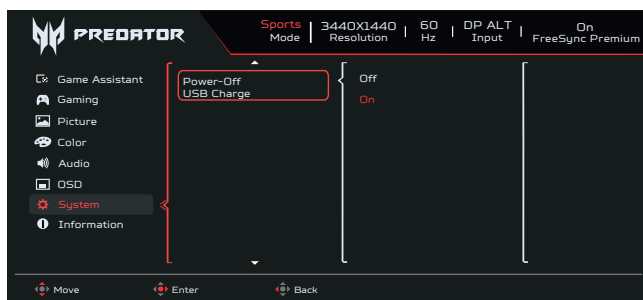 PREDATOR
Sports
Mode
3440X1440
Resolution
60
Hz
DP ALT
Input
On
FreeSync Premium
Game Assistant
Gaming
Picture
Color
Audio
OSD
System
Information
Power-Off
USB Charge
Off
On
Move
Enter
Back